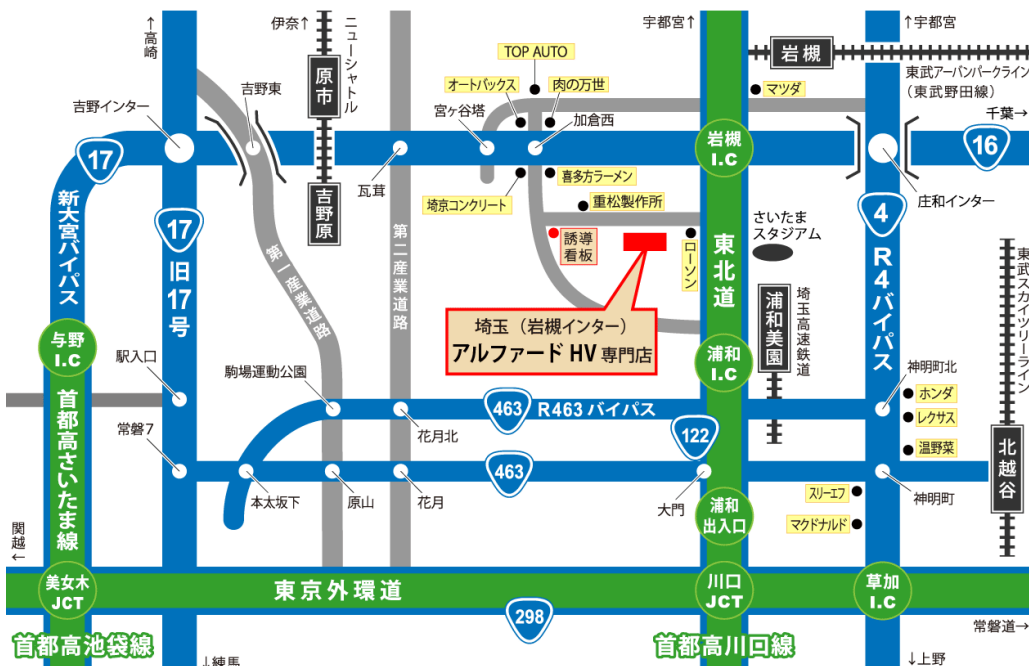 ↑高崎
伊奈↑
ニューシャトル
原市
宇都宮↑
↑宇都宮
岩槻
TOP AUTO
オートバックス
肉の万世
マツダ
東武アーバンパークライン
（東武野田線）
千葉→
吉野インター
吉野東
宮ヶ谷塔
加倉西
17
岩槻
I.C
16
瓦葺
吉野原
埼京コンクリート
喜多方ラーメン
重松製作所
庄和インター
新大宮バイパス
17
旧17号
第一産業道路
第二産業道路
誘導
看板
ローソン
東北道
さいたま
スタジアム
4
R4バイパス
東武スカイツリーライン
埼玉（岩槻インター）
アルファード HV 専門店
浦和美園
埼玉高速鉄道
与野
I.C
浦和
I.C
駅入口
駒場運動公園
神明町北
ホンダ
レクサス
463
R463バイパス
花月北
122
常磐7
首都高さいたま線
463
温野菜
北越谷
本太坂下
原山
花月
大門
神明町
スリーエフ
マクドナルド
浦和
出入口
関越
←
美女木
JCT
東京外環道
川口
JCT
草加
I.C
298
常磐道→
首都高池袋線
首都高川口線
↓練馬
↓上野